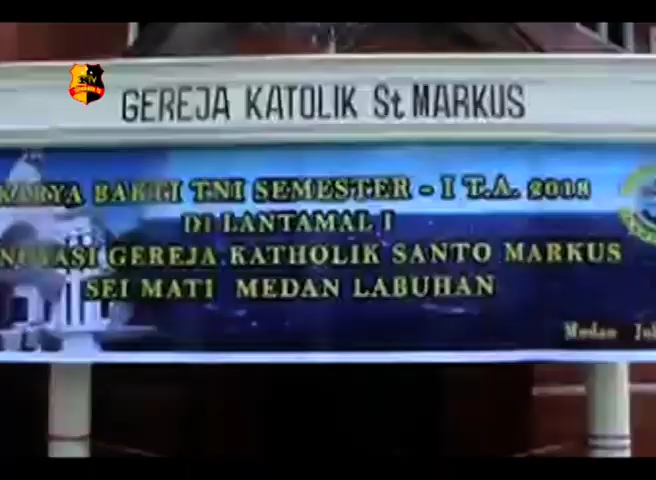 GEREJA KATOLIK St MARKUS
KARYA BAKTI TNI SEMESTER - I T.A. 2018
DI LANTAMAL I
GEREJA KATHOLIK SANTO MARKUS
SEI MATI MEDAN LABUHAN
Medan